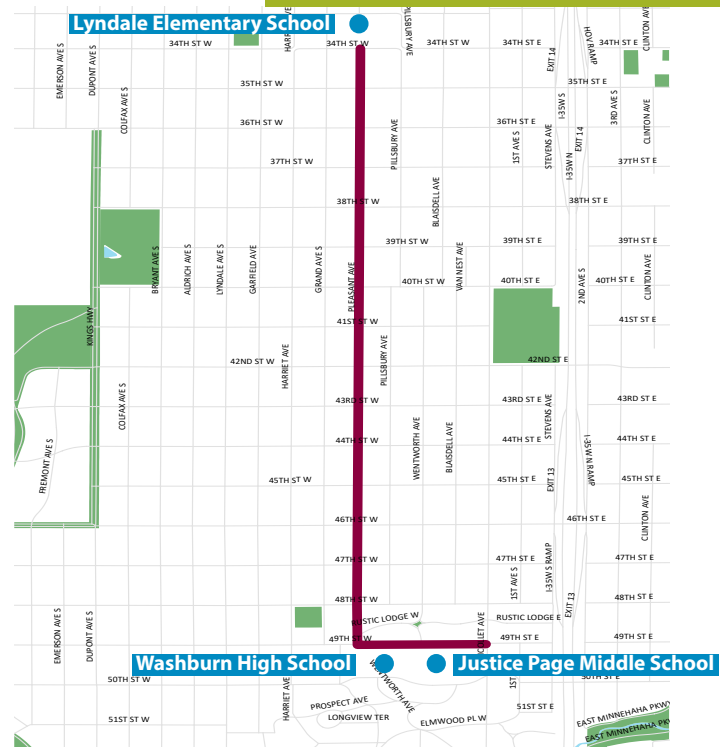 Lyndale Elementary School
34TH ST W
34TH ST W
34TH ST W
34TH ST E
34TH ST E
EMERSON AVE S
DUPONT AVE S
COLFAX AVE S
EXIT 14
HOV RAMP
CLINTON AVE
35TH ST W
35TH ST E
36TH ST W
36TH ST E
PILLSBURY AVE
1ST AVE S
STEVENS AVE
I-35W S
I-35W N
EXIT 14
3RD AVE S
CLINTON AVE
37TH ST W
37TH ST E
38TH ST W
38TH ST E
BLAISDELL AVE
39TH ST W
39TH ST E
39TH ST E
BRYANT AVE S
ALDRICH AVE S
LYNDALE AVE S
GARFIELD AVE
GRAND AVE S
PLEASANT AVE
VAN NEST AVE
2ND AVE S
CLINTON AVE
40TH ST W
40TH ST E
40TH ST E
KINGS HWY
41ST ST W
41ST ST E
PILLSBURY AVE
42ND ST W
42ND ST E
HARRIET AVE
COLFAX AVE S
43RD ST W
43RD ST E
43RD ST E
STEVENS AVE
44TH ST W
44TH ST E
44TH ST E
WENTWORTH AVE
BLAISDELL AVE
I-35W N RAMP
FREMONT AVE S
45TH ST W
45TH ST E
45TH ST E
EXIT 13
46TH ST W
46TH ST E
CLINTON AVE
47TH ST W
47TH ST E
47TH ST E
1ST AVE S
I-35W S RAMP
EXIT 13
48TH ST W
48TH ST E
RUSTIC LODGE W
RUSTIC LODGE E
EMERSON AVE S
DUPONT AVE S
49TH ST W
49TH ST E
49TH ST E
Washburn High School
Justice Page Middle School
50TH ST W
WENTWORTH AVE
HARRIET AVE
PROSPECT AVE
51ST ST E
51ST ST W
LONGVIEW TER
ELMWOOD PL W
EAST MINNEHAHA PKWY
EAST MINNEHAHA